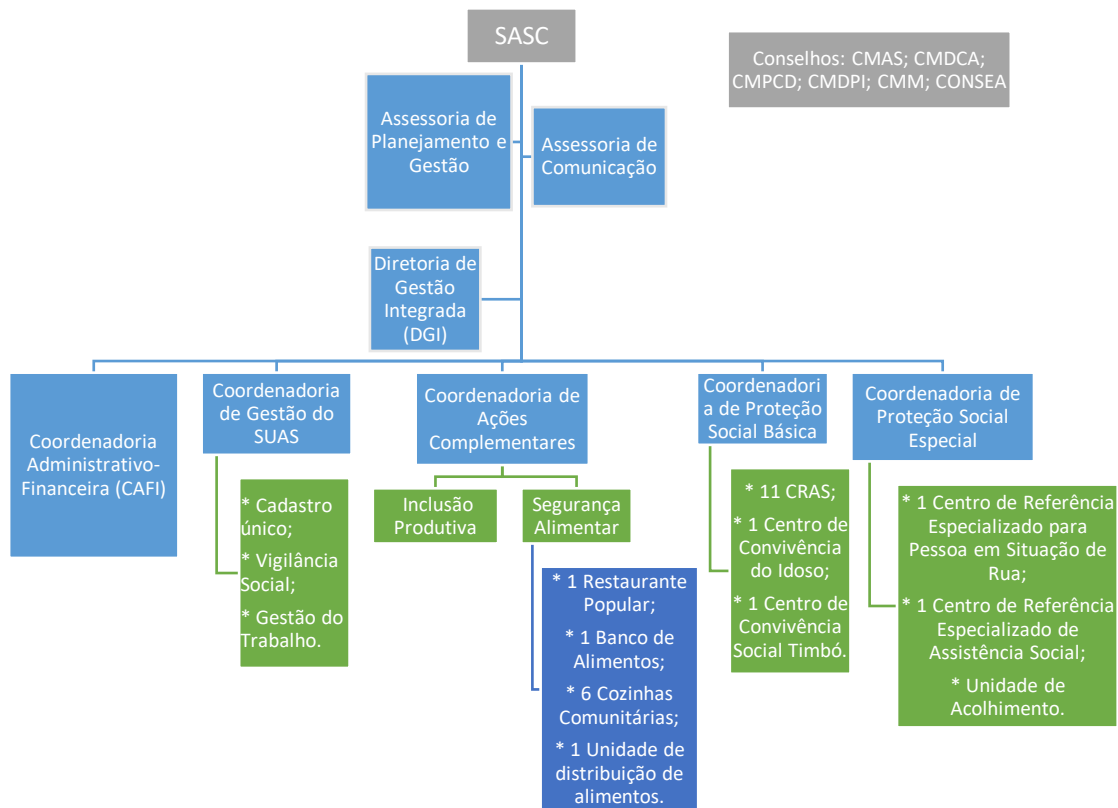 SASC
Conselhos: CMAS; CMDCA;
CMPCD; CMDPI; CMM; CONSEA
Assessoria de
Planejamento e
Gestão
Assessoria de
Comunicação
Diretoria de
Gestão
Integrada
(DGI)
Coordenadoria
Administrativo-
Financeira (CAFI)
Coordenadoria
de Gestão do
SUAS
* Cadastro
único;
* Vigilância
Social;
* Gestão do
Trabalho.
Coordenadoria de
Ações
Complementares
Inclusão
Produtiva
Segurança
Alimentar
* 1 Restaurante
Popular;
* 1 Banco de
Alimentos;
* 6 Cozinhas
Comunitárias;
* 1 Unidade de
distribuição de
alimentos.
Coordenadori
a de Proteção
Social Básica
* 11 CRAS;
* 1 Centro de
Convivência
do Idoso;
* 1 Centro de
Convivência
Social Timbó.
Coordenadoria de
Proteção Social
Especial
* 1 Centro de Referência
Especializado para
Pessoa em Situação de
Rua;
* 1 Centro de Referência
Especializado de
Assistência Social;
* Unidade de
Acolhimento.